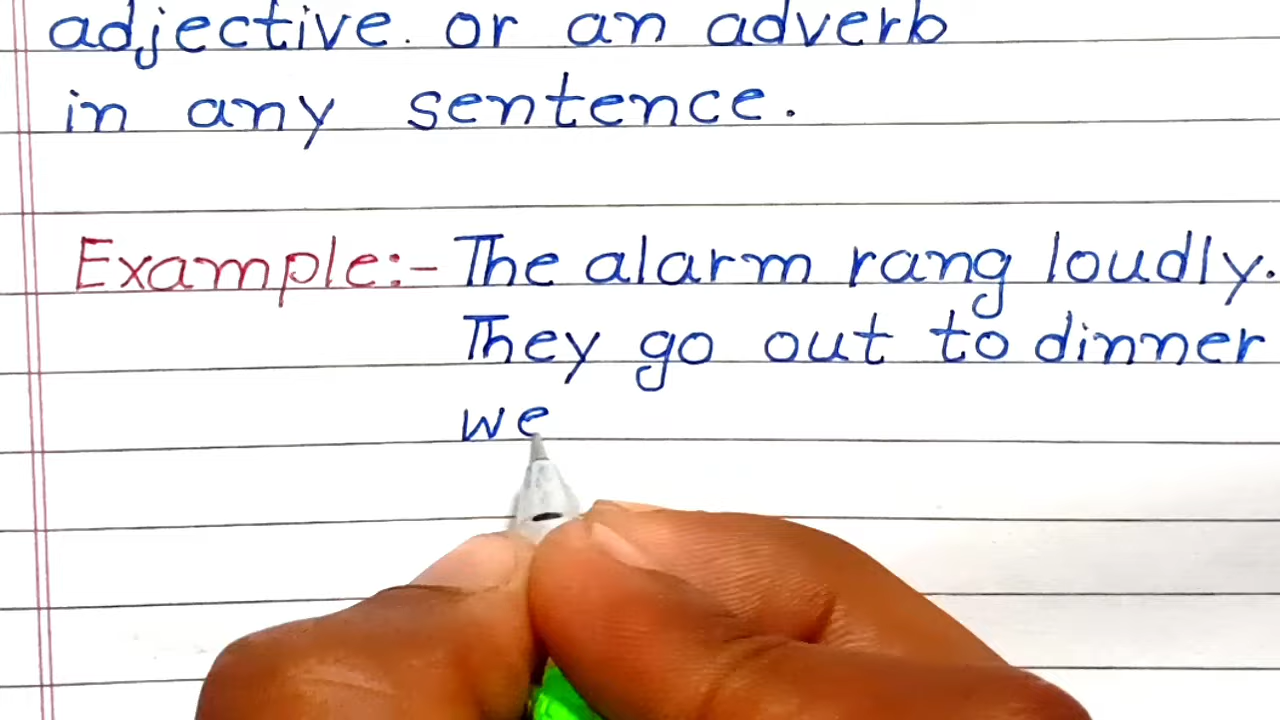 adjective. or an adverb
in any sentence.
Example:- The alarm rang loudly.
They go out to dinner
we